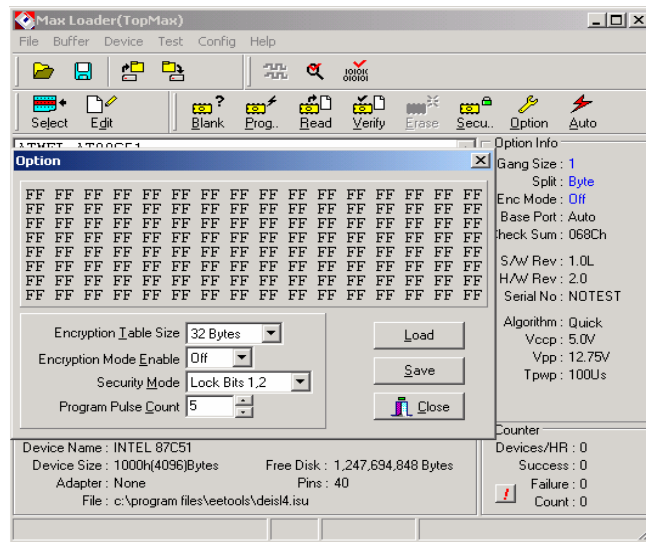 Max Loader(TopMax)
File Buffer Device Test Config Help
Select Edit Blank Prog.. Read Verify Erase Secu.. Option Auto
Option
FF FF FF FF FF FF FF FF FF FF FF FF FF FF FF FF
FF FF FF FF FF FF FF FF FF FF FF FF FF FF FF FF
FF FF FF FF FF FF FF FF FF FF FF FF FF FF FF FF
FF FF FF FF FF FF FF FF FF FF FF FF FF FF FF FF
FF FF FF FF FF FF FF FF FF FF FF FF FF FF FF FF
FF FF FF FF FF FF FF FF FF FF FF FF FF FF FF FF
FF FF FF FF FF FF FF FF FF FF FF FF FF FF FF FF
FF FF FF FF FF FF FF FF FF FF FF FF FF FF FF FF
Encryption Table Size 32 Bytes
Encryption Mode Enable Off
Security Mode Lock Bits 1,2
Program Pulse Count 5
Load
Save
Close
Option Info
Gang Size : 1
Split : Byte
Enc Mode : Off
Base Port : Auto
heck Sum : 068Ch
S/W Rev : 1.0L
H/W Rev : 2.0
Serial No : NOTEST
Algorithm : Quick
Vccp : 5.0V
Vpp : 12.75V
Tpwp : 100Us
Device Name : INTEL 87C51
Device Size : 1000h(4096)Bytes Free Disk : 1,247,694,848 Bytes
Adapter : None Pins : 40
File : c:\program files\eetools\deisl4.isu
Counter
Devices/HR : 0
Success : 0
Failure : 0
Count : 0